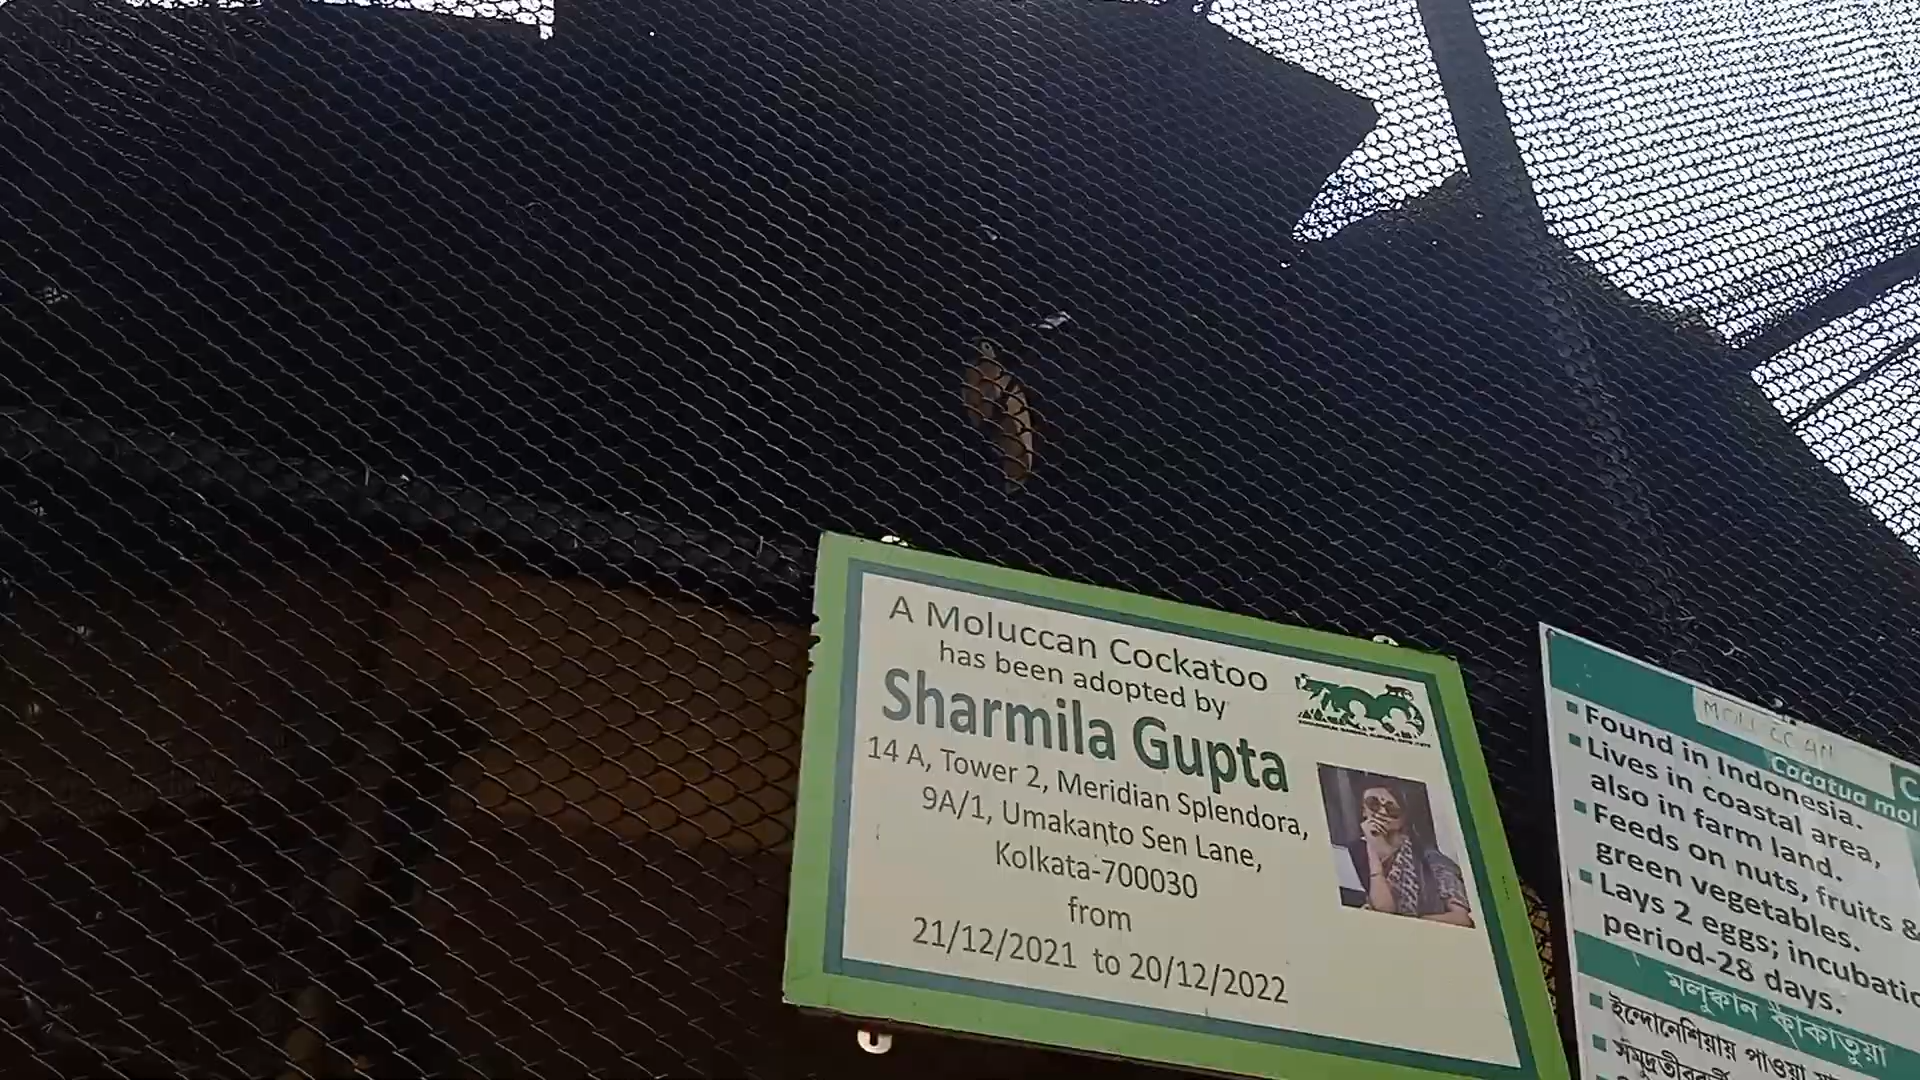 A Moluccan Cockatoo
has been adopted by
Sharmila Gupta
14 A, Tower 2, Meridian Splendora,
9A/1, Umakanto Sen Lane,
Kolkata-700030
from
21/12/2021 to 20/12/2022
Cacatua mol
Found in Indonesia.
Lives in coastal area,
also in farm land.
Feeds on nuts, fruits &
green vegetables.
Lays 2 eggs; incubatio
period-28 days.
মলুক্কান কাকাতুয়া
ইন্দোনেশিয়ায় পাওয়া